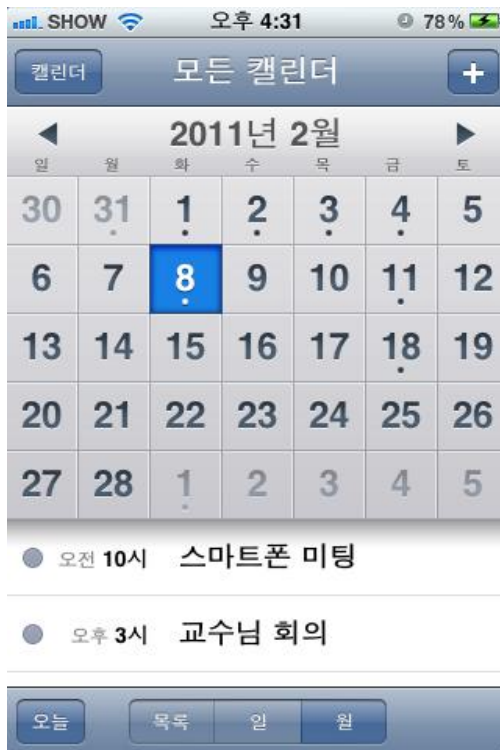 SHOW 오후 4:31 78%
캘린더 모든 캘린더 +
2011년 2월
일 월 화 수 목 금 토
30 31 1 2 3 4 5
6 7 8 9 10 11 12
13 14 15 16 17 18 19
20 21 22 23 24 25 26
27 28 1 2 3 4 5
오전 10시 스마트폰 미팅
오후 3시 교수님 회의
오늘 목록 일 월